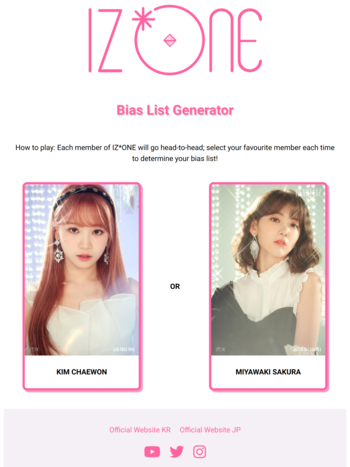 IZ*ONE
Bias List Generator
How to play: Each member of IZ*ONE will go head-to-head; select your favourite member each time
to determine your bias list!
OR
KIM CHAEWON
MIYAWAKI SAKURA
Official Website KR Official Website JP